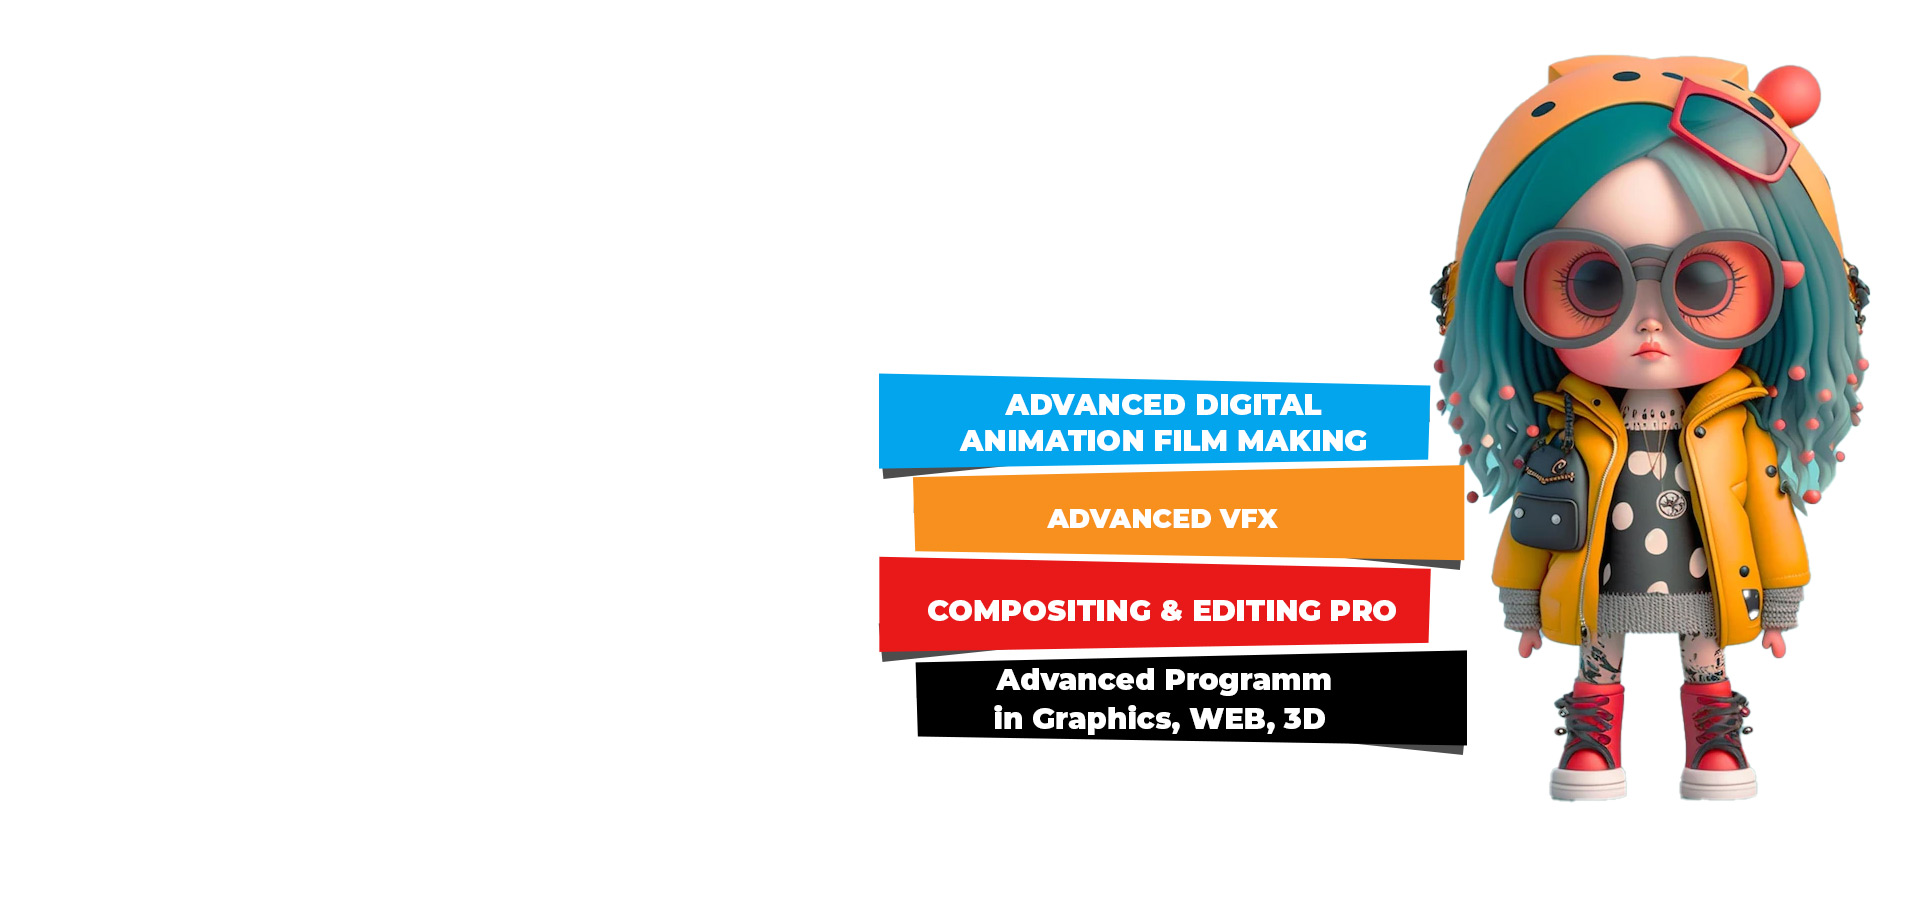 ADVANCED DIGITAL
ANIMATION FILM MAKING
ADVANCED VFX
COMPOSITING & EDITING PRO
Advanced Programm
in Graphics, WEB, 3D